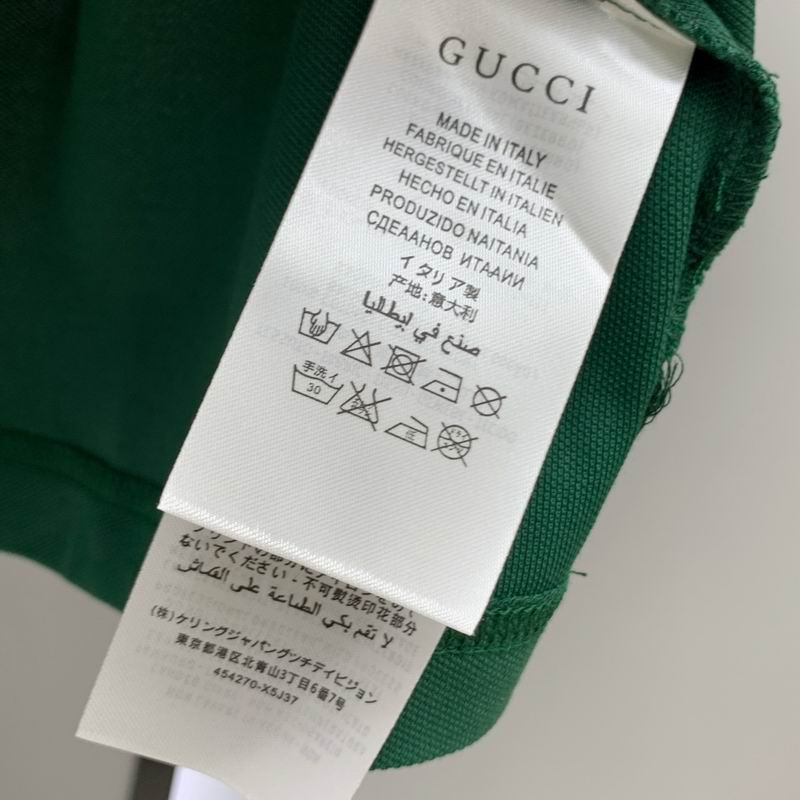 GUCCI
MADE IN ITALY
FABRIQUE EN ITALIE
HERGESTELLT IN ITALIEN
HECHO EN ITALIA
PRODUZIDO NAITANIA
СДЕААНОВ ИТААИИ
イタリア製
产地:意大利
صنع في إيطاليا
手洗イ
30
ないでください・不可熨烫印花部分
لا تقم بكي الطباعة على القماش
(株)ケリングジャパングッチディビジョン
東京都港区北青山3丁目6番7号
454270-X5J37